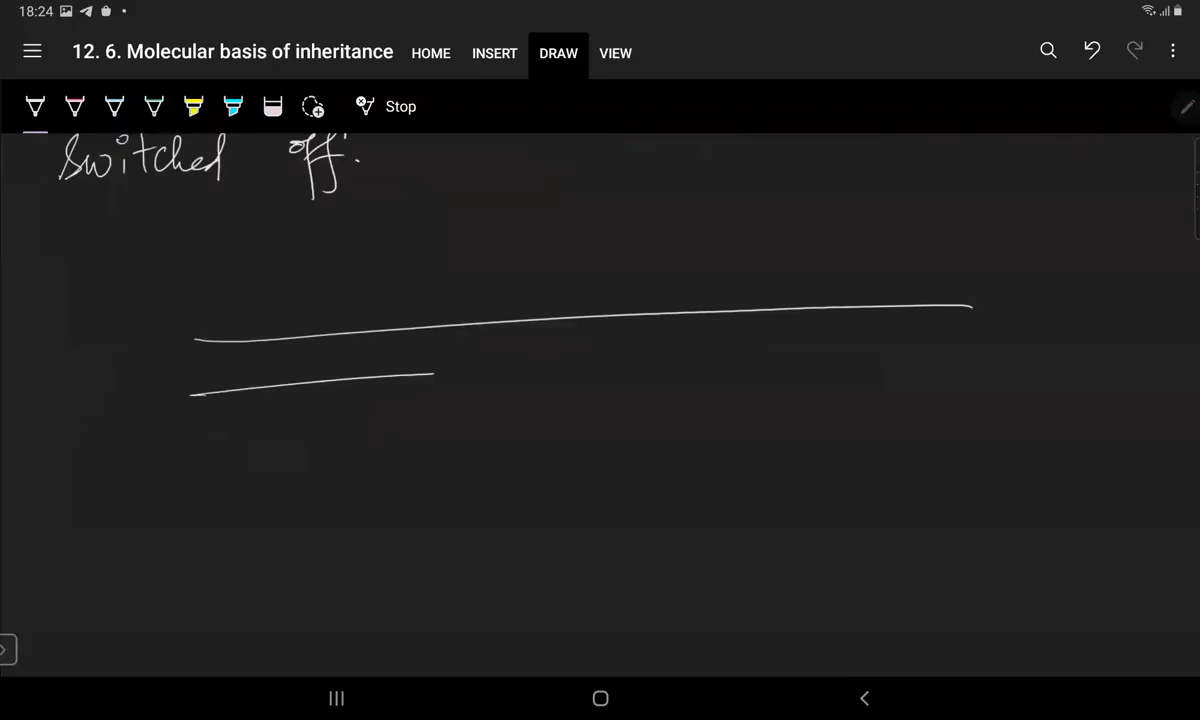 18:24
12. 6. Molecular basis of inheritance HOME INSERT DRAW VIEW
Stop
switched off.